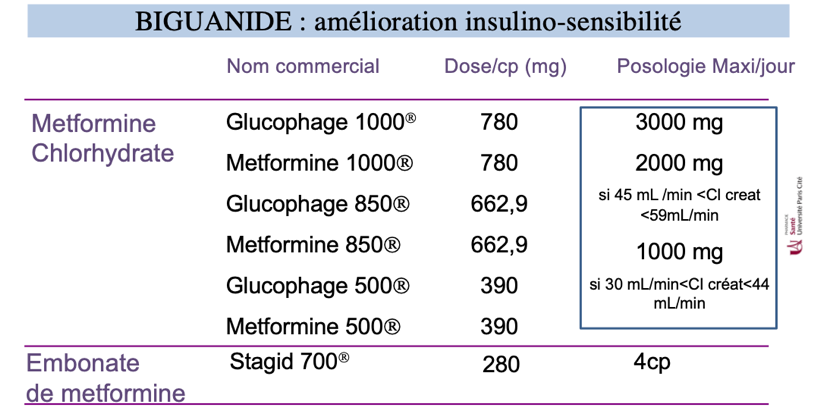 BIGUANIDE : amélioration insulino-sensibilité
Nom commercial Dose/cp (mg) Posologie Maxi/jour
Metformine
Chlorhydrate
Glucophage 1000® 780 3000 mg
Metformine 1000® 780 2000 mg
Glucophage 850® 662,9 si 45 mL /min <Cl creat
<59mL/min
Metformine 850® 662,9 1000 mg
Glucophage 500® 390 si 30 mL/min<Cl créat<44
mL/min
Metformine 500® 390
Embonate
de metformine
Stagid 700® 280 4cp
Santé
Université Paris Cité